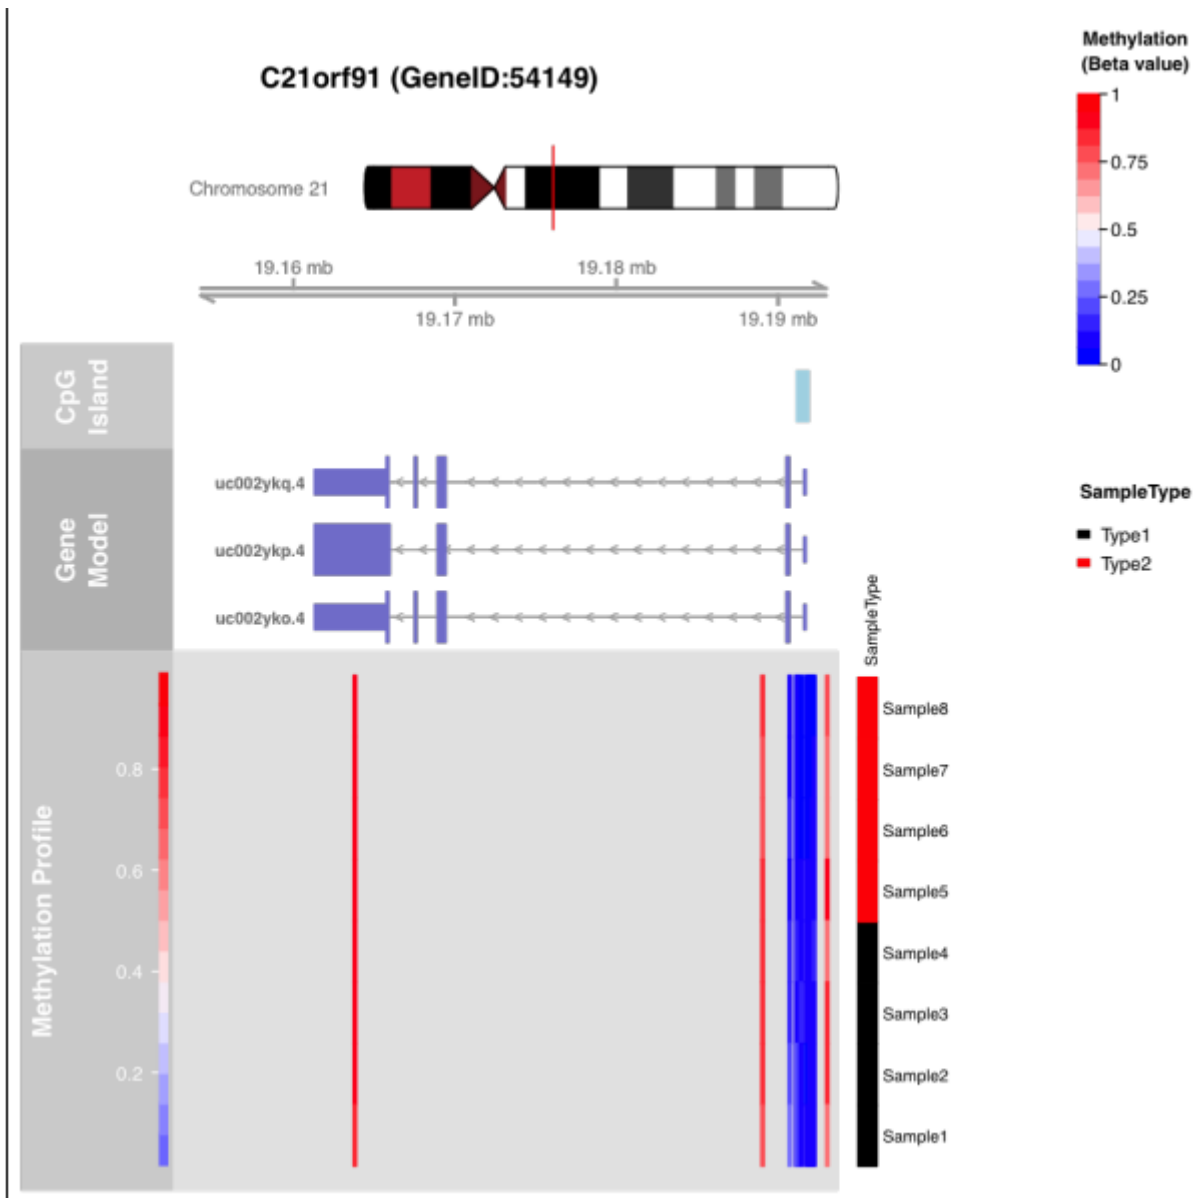 Methylation
(Beta value)
C21orf91 (GeneID:54149)
1
0.75
0.5
0.25
0
Chromosome 21
19.16 mb
19.18 mb
19.17 mb
19.19 mb
CpG
Island
Gene
Model
uc002ykq.4
uc002ykp.4
uc002yko.4
SampleType
Type1
Type2
SampleType
Methylation Profile
0.8
0.6
0.4
0.2
Sample8
Sample7
Sample6
Sample5
Sample4
Sample3
Sample2
Sample1